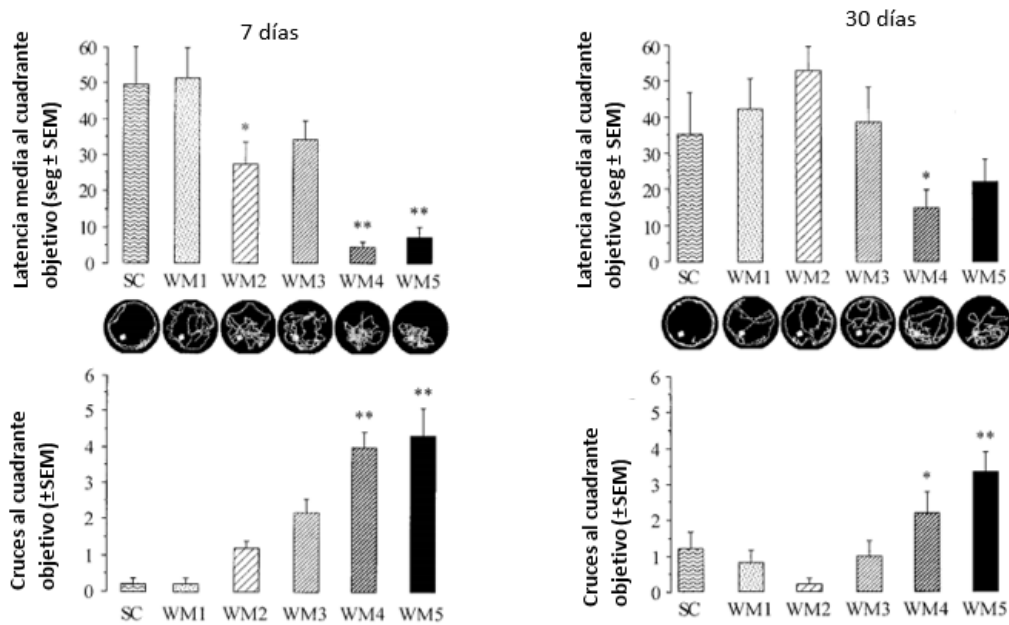 7 días
Latencia media al cuadrante
objetivo (seg ± SEM)
60
50
40
30
20
10
0
*
**
**
SC WM1 WM2 WM3 WM4 WM5
30 días
Latencia media al cuadrante
objetivo (seg ± SEM)
60
50
40
30
20
10
0
*
SC WM1 WM2 WM3 WM4 WM5
Cruces al cuadrante
objetivo (±SEM)
6
5
4
3
2
1
0
**
**
SC WM1 WM2 WM3 WM4 WM5
Cruces al cuadrante
objetivo (±SEM)
6
5
4
3
2
1
0
*
**
SC WM1 WM2 WM3 WM4 WM5